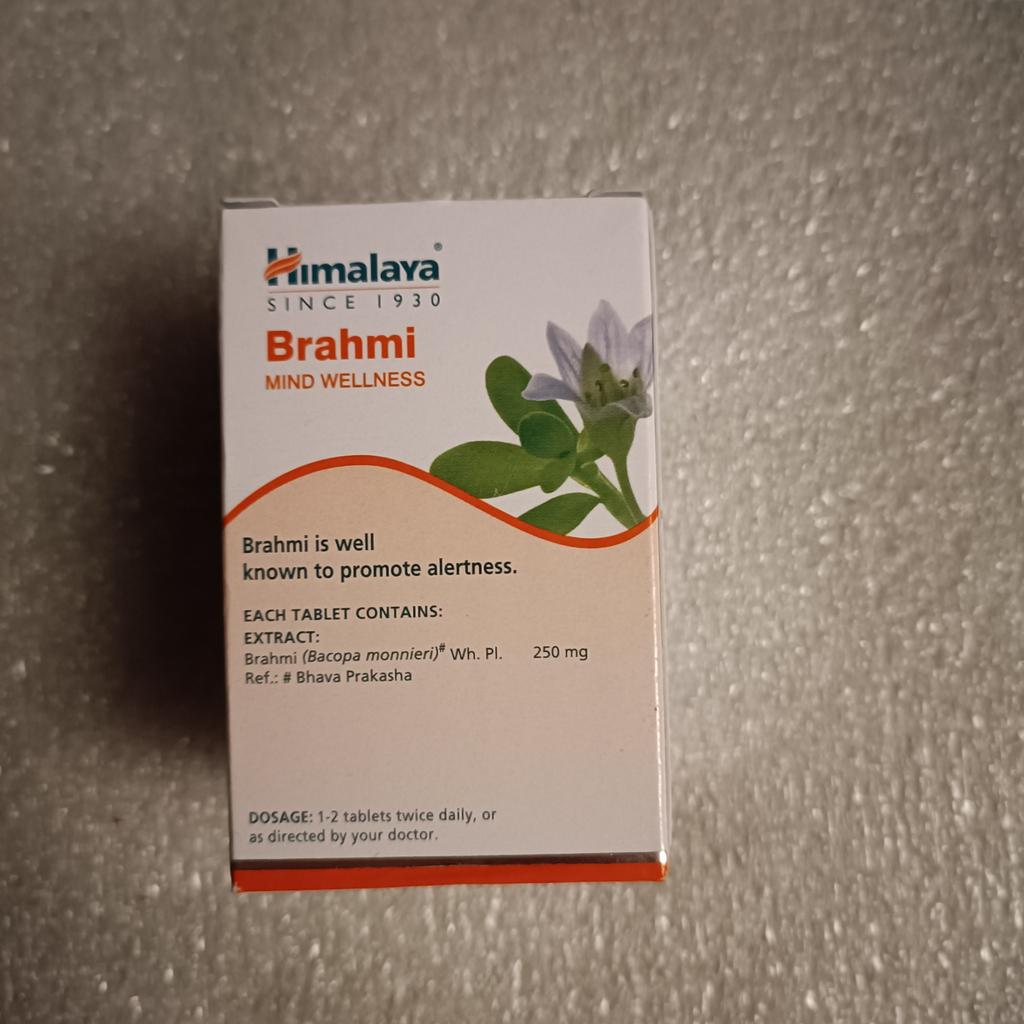 Himalaya®
SINCE 1930
Brahmi
MIND WELLNESS
Brahmi is well
known to promote alertness.
EACH TABLET CONTAINS:
EXTRACT:
Brahmi (Bacopa monnieri)# Wh. Pl. 250 mg
Ref.: # Bhava Prakasha
DOSAGE: 1-2 tablets twice daily, or
as directed by your doctor.